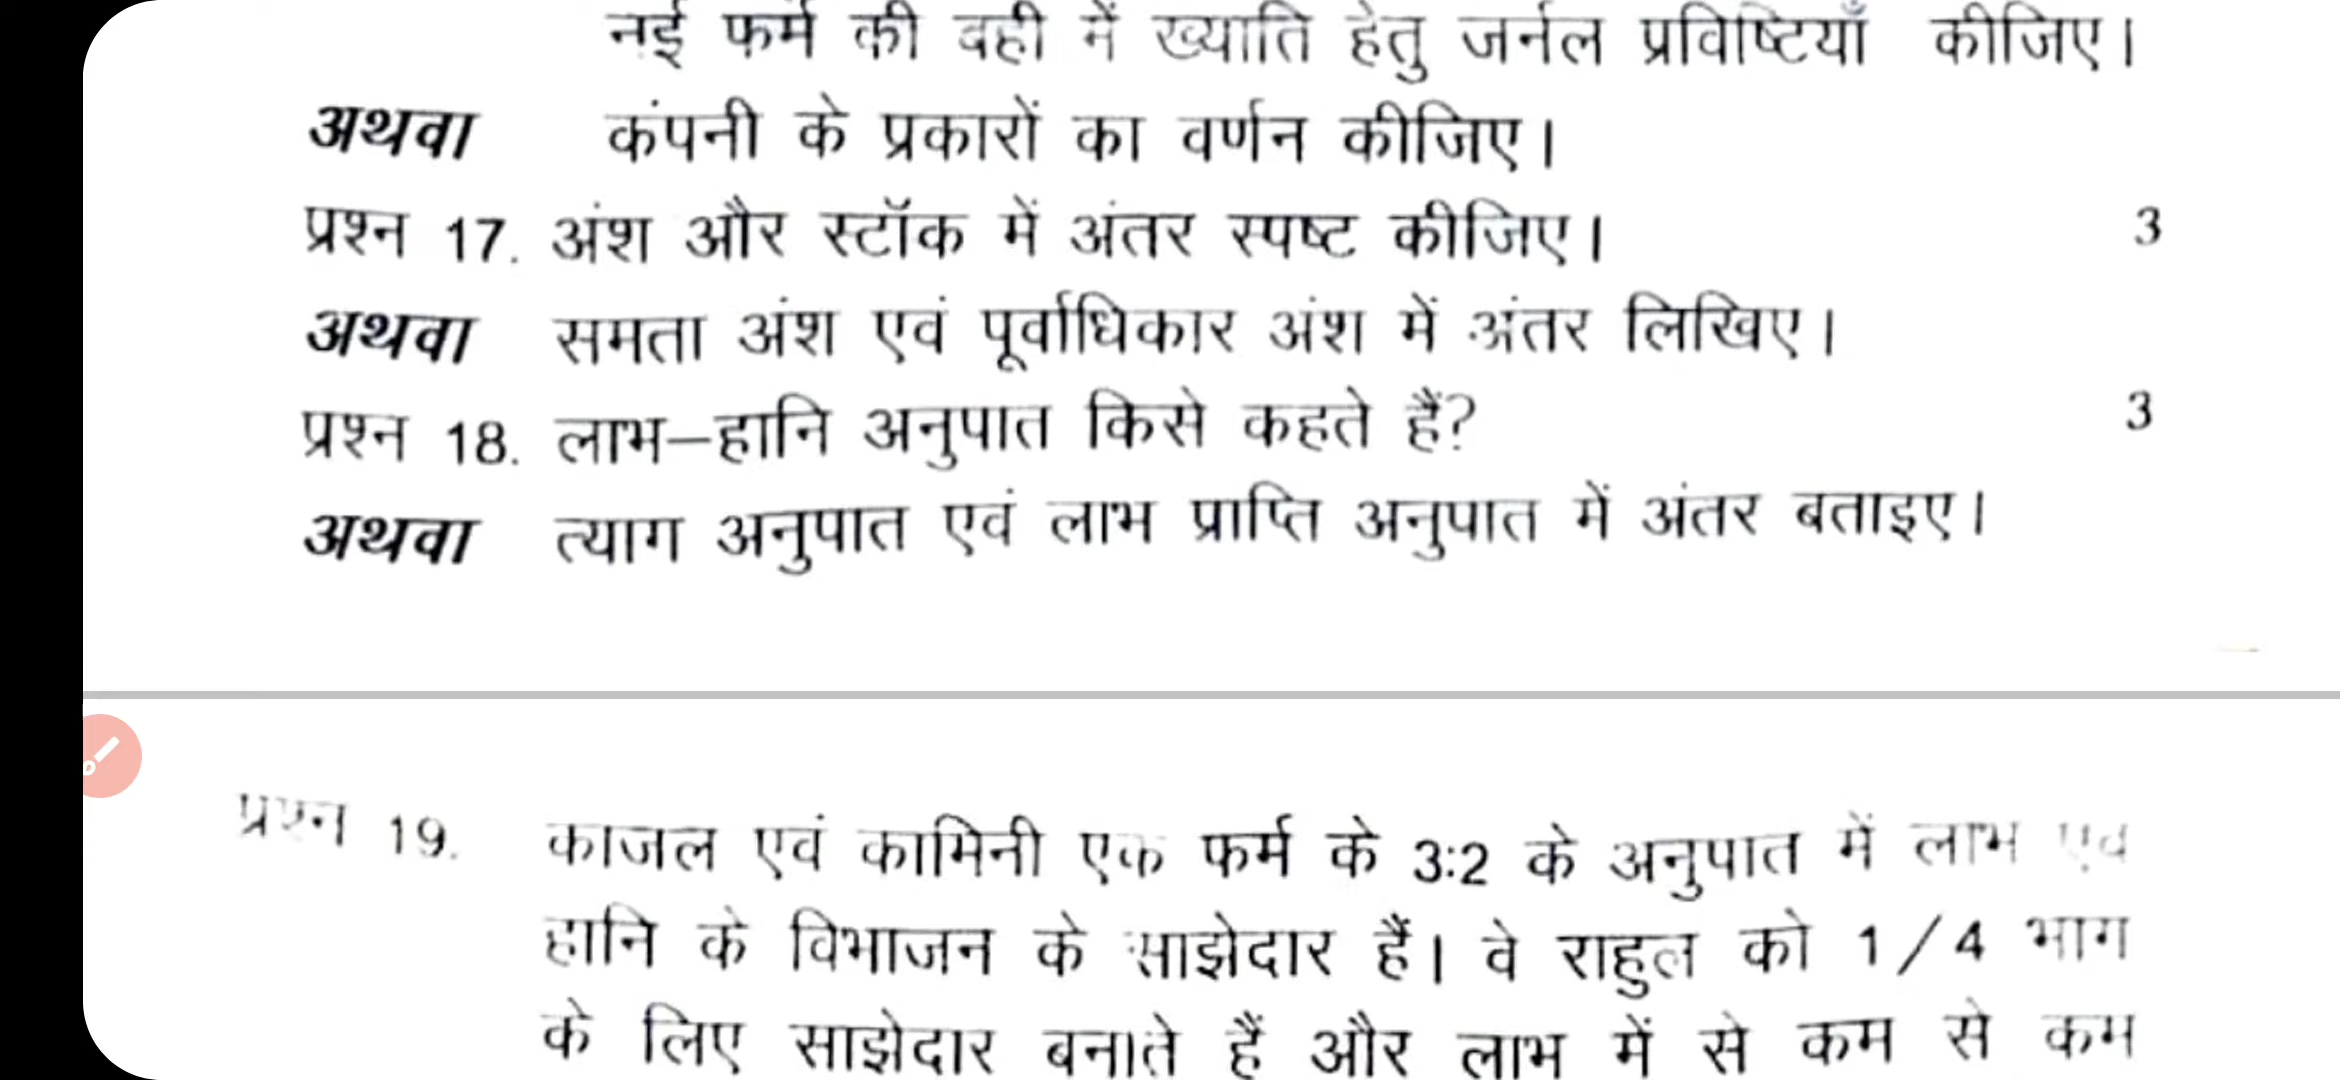 नई फर्म की वही में ख्याति हेतु जर्नल प्रविष्टियाँ कीजिए।
अथवा कंपनी के प्रकारों का वर्णन कीजिए।
प्रश्न 17. अंश और स्टॉक में अंतर स्पष्ट कीजिए। 3
अथवा समता अंश एवं पूर्वाधिकार अंश में अंतर लिखिए।
प्रश्न 18. लाभ–हानि अनुपात किसे कहते हैं? 3
अथवा त्याग अनुपात एवं लाभ प्राप्ति अनुपात में अंतर बताइए।
प्रश्न 19. काजल एवं कामिनी एक फर्म के 3:2 के अनुपात में लाभ एवं
हानि के विभाजन के साझेदार हैं। वे राहुल को 1/4 भाग
के लिए साझेदार बनाते हैं और लाभ में से कम से कम